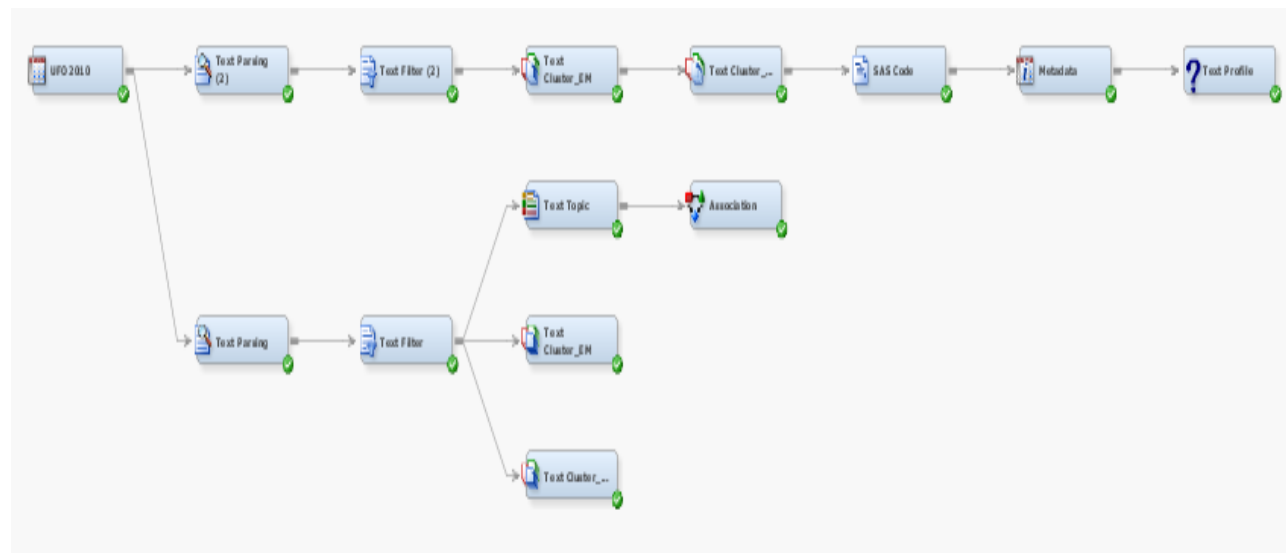 UFO 2010
Text Parsing
(2)
Text Filter (2)
Text
Cluster_EM
Text Cluster_...
SAS Code
Metadata
Text Profile
Text Topic
Association
Text Parsing
Text Filter
Text
Cluster_EM
Text Cluster_...